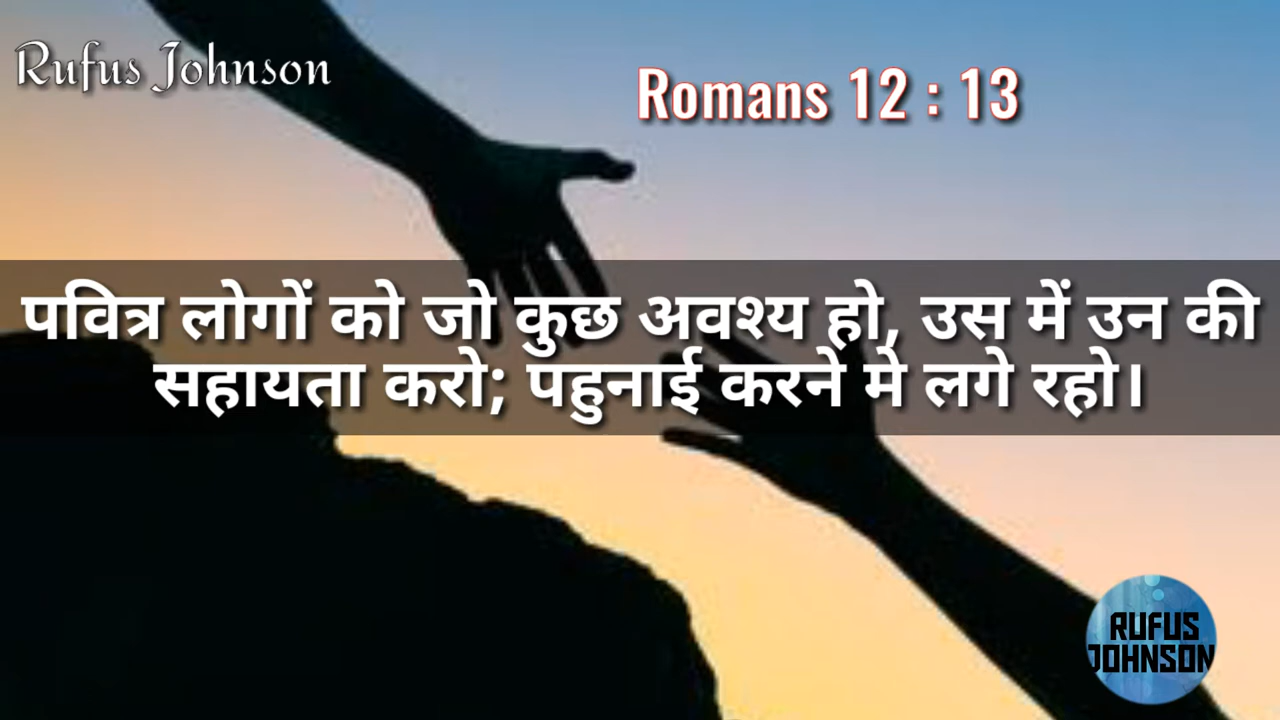 Rufus Johnson
Romans 12 : 13
पवित्र लोगों को जो कुछ अवश्य हो, उस में उन की
सहायता करो; पहुनाई करने मे लगे रहो।
RUFUS
JOHNSON